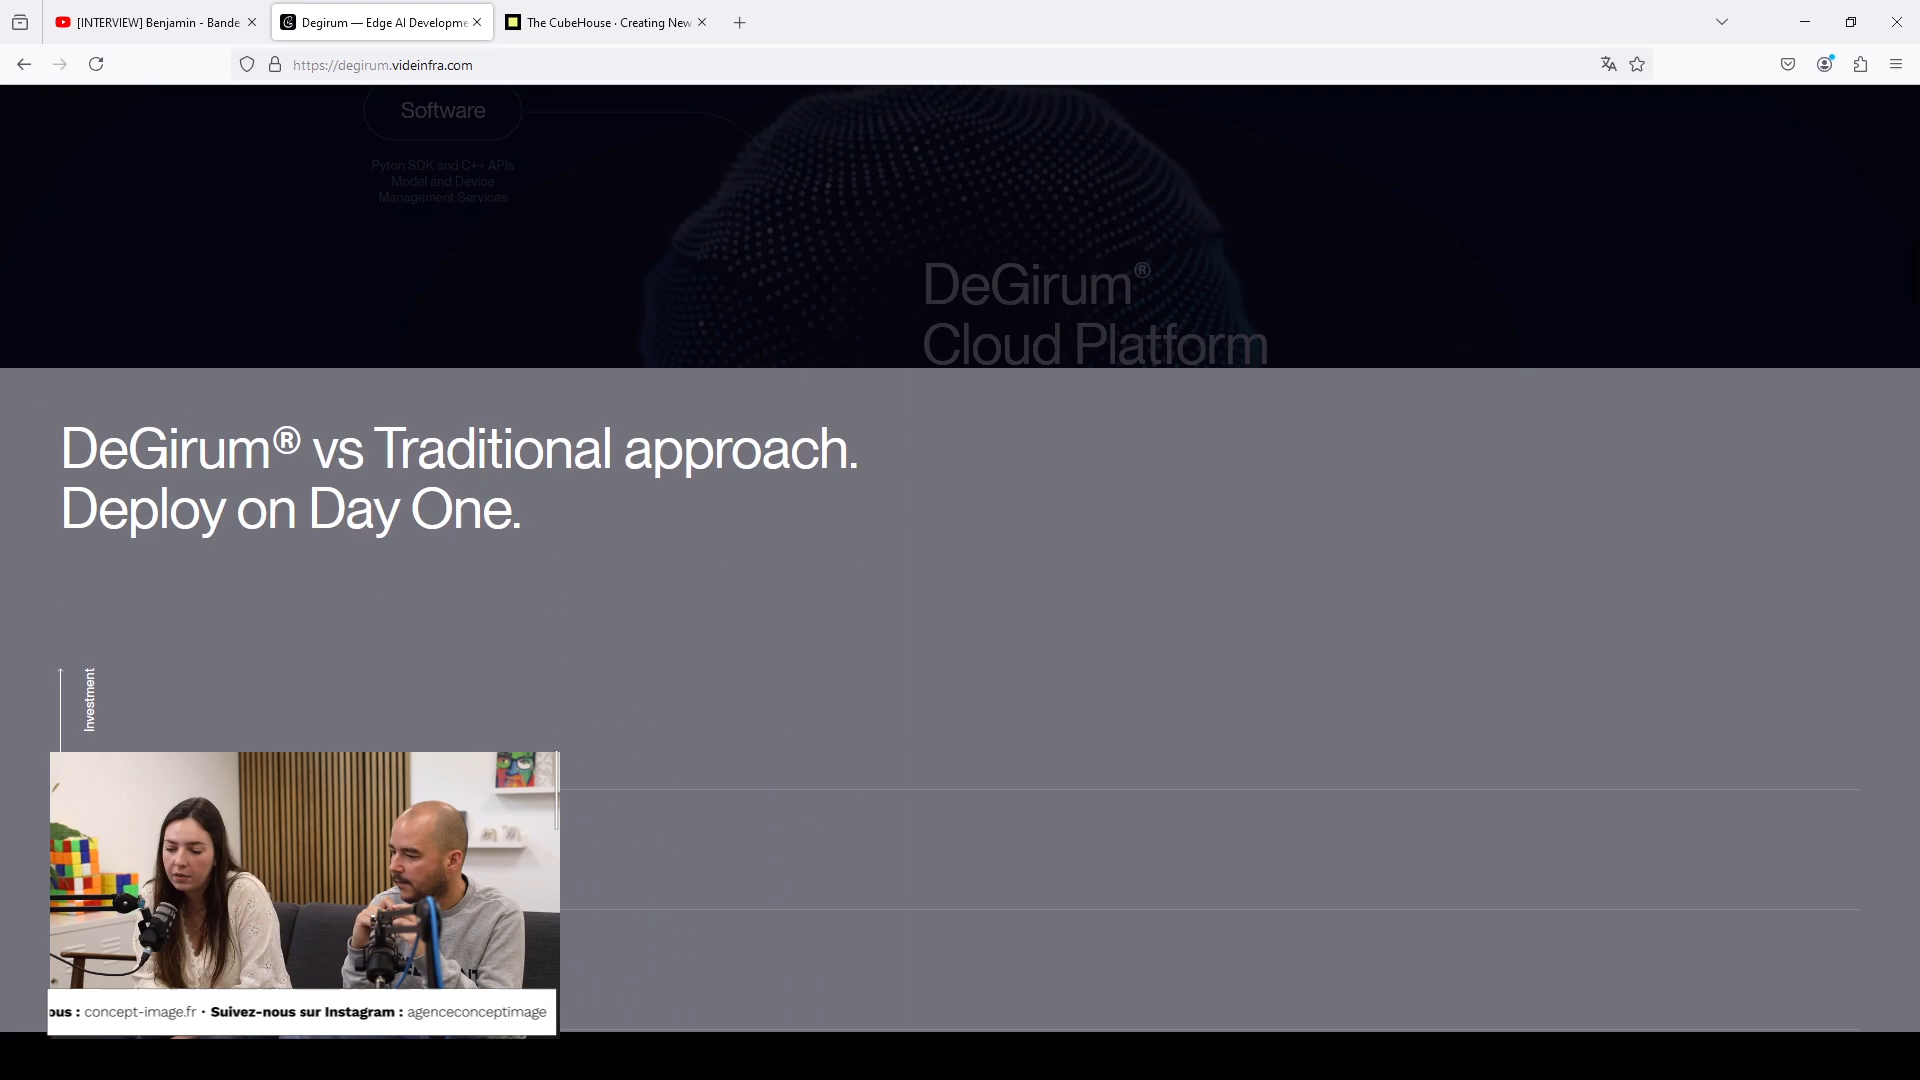 [INTERVIEW] Benjamin - Bande
Degirum — Edge AI Developme
The CubeHouse · Creating New
https://degirum.videinfra.com
Software
Pyton SDK and C++ APIs
Model and Device
Management Services
DeGirum®
Cloud Platform
DeGirum® vs Traditional approach.
Deploy on Day One.
Investment
ous : concept-image.fr · Suivez-nous sur Instagram : agenceconceptimage